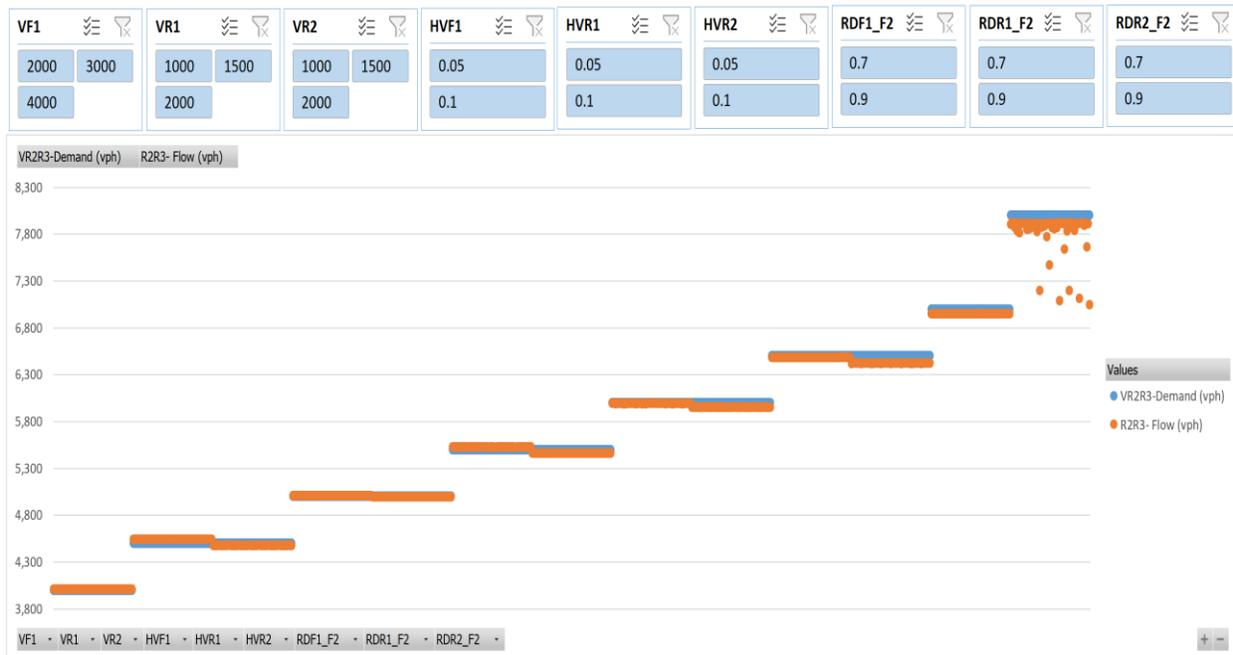 VF1 VR1 VR2 HVF1 HVR1 HVR2 RDF1_F2 RDR1_F2 RDR2_F2
2000 3000 1000 1500 1000 1500 0.05 0.05 0.05 0.7 0.7 0.7
4000 2000 2000 0.1 0.1 0.1 0.9 0.9 0.9
VR2R3-Demand (vph) R2R3- Flow (vph)
8,300
7,800
7,300
6,800
6,300
5,800
5,300
4,800
4,300
3,800
Values
VR2R3-Demand (vph)
R2R3- Flow (vph)
VF1 VR1 VR2 HVF1 HVR1 HVR2 RDF1_F2 RDR1_F2 RDR2_F2
+ −